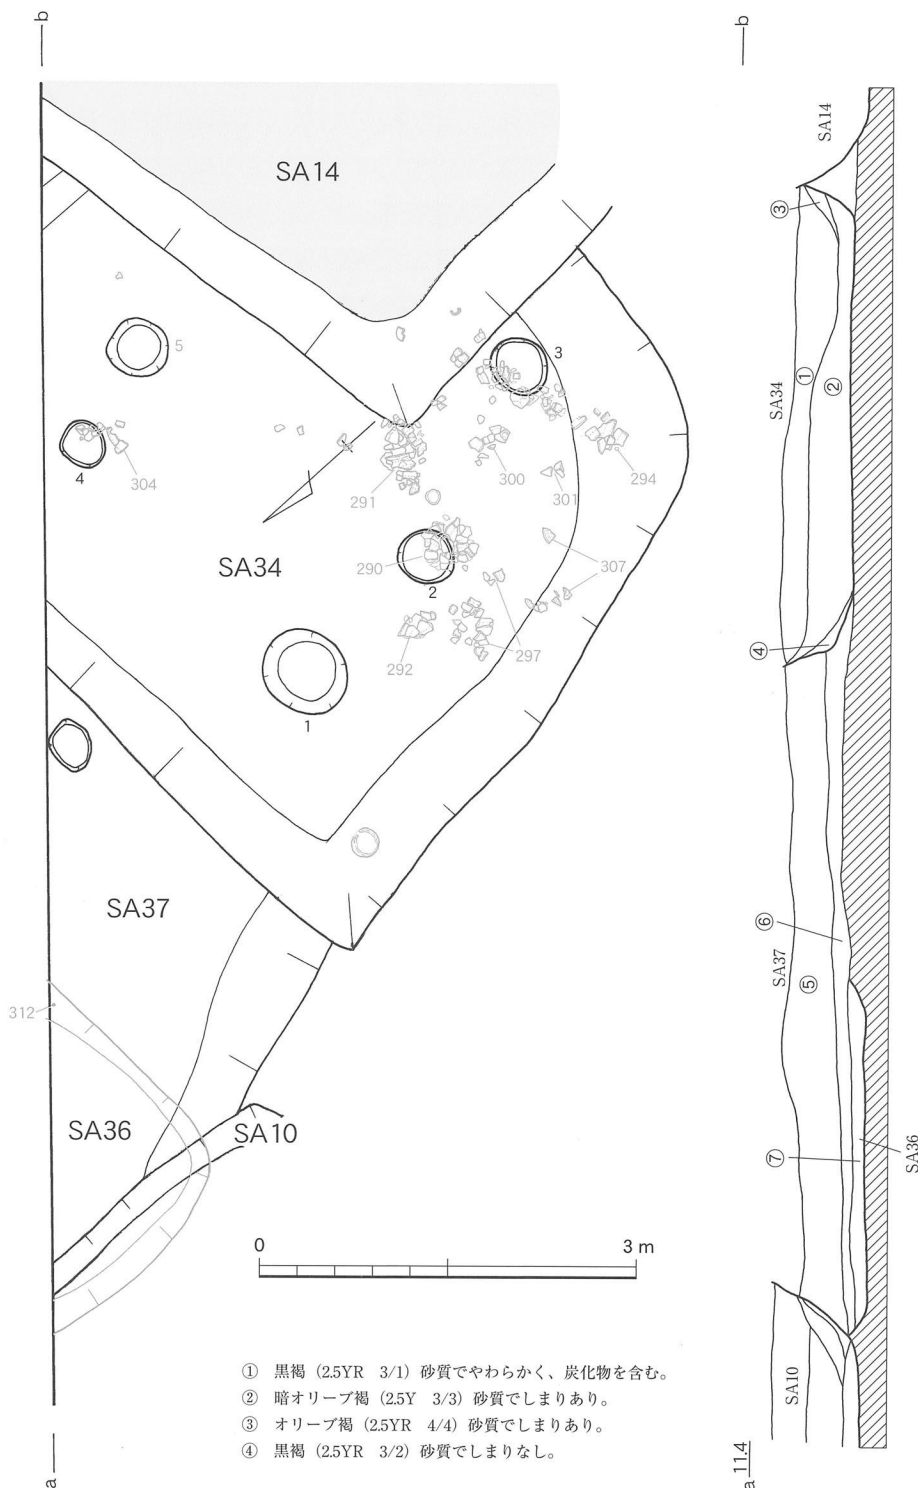 b
b
SA14
SA14
③
5
3
①
②
SA34
4
304
291
300
301
294
SA34
290
2
307
292
297
④
1
SA37
⑥
SA37
⑤
312
SA36
SA10
⑦
SA36
0 3 m
SA10
① 黒褐（2.5YR 3/1）砂質でやわらかく、炭化物を含む。
② 暗オリーブ褐（2.5Y 3/3）砂質でしまりあり。
③ オリーブ褐（2.5YR 4/4）砂質でしまりあり。
④ 黒褐（2.5YR 3/2）砂質でしまりなし。
a
a 11.4